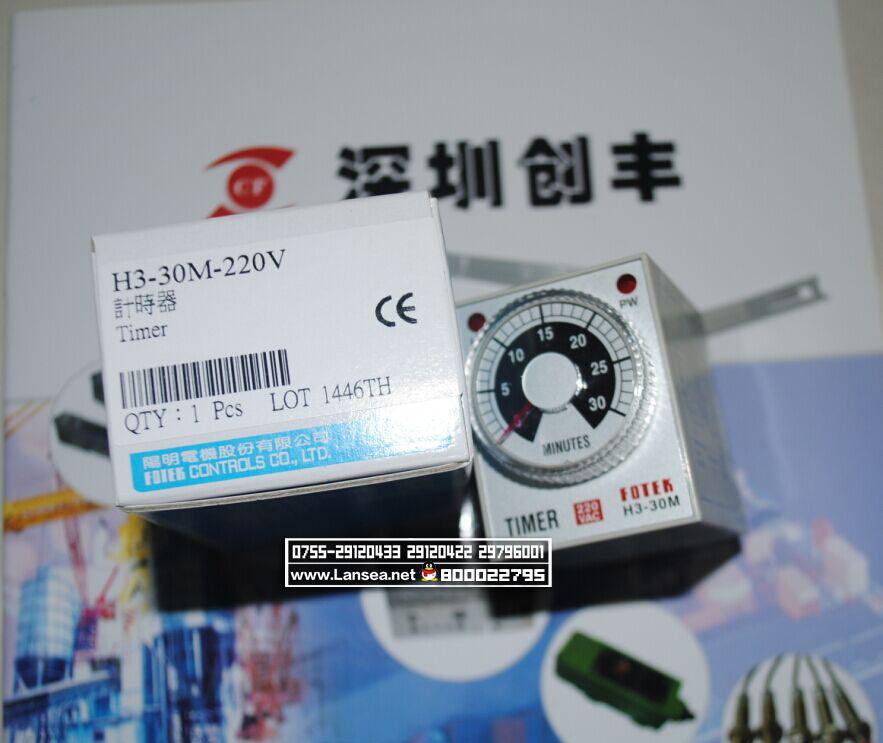 CF
深圳创丰
H3-30M-220V
計時器
Timer
CE
QTY : 1 Pcs LOT 1446TH
陽明電機股份有限公司
FOTEK CONTROLS CO., LTD.
PW
5 10 15 20 25 30
MINUTES
TIMER 220 VAC
FOTEK
H3-30M
0755-29120433 29120422 29796001
www.Lansea.net 800022795